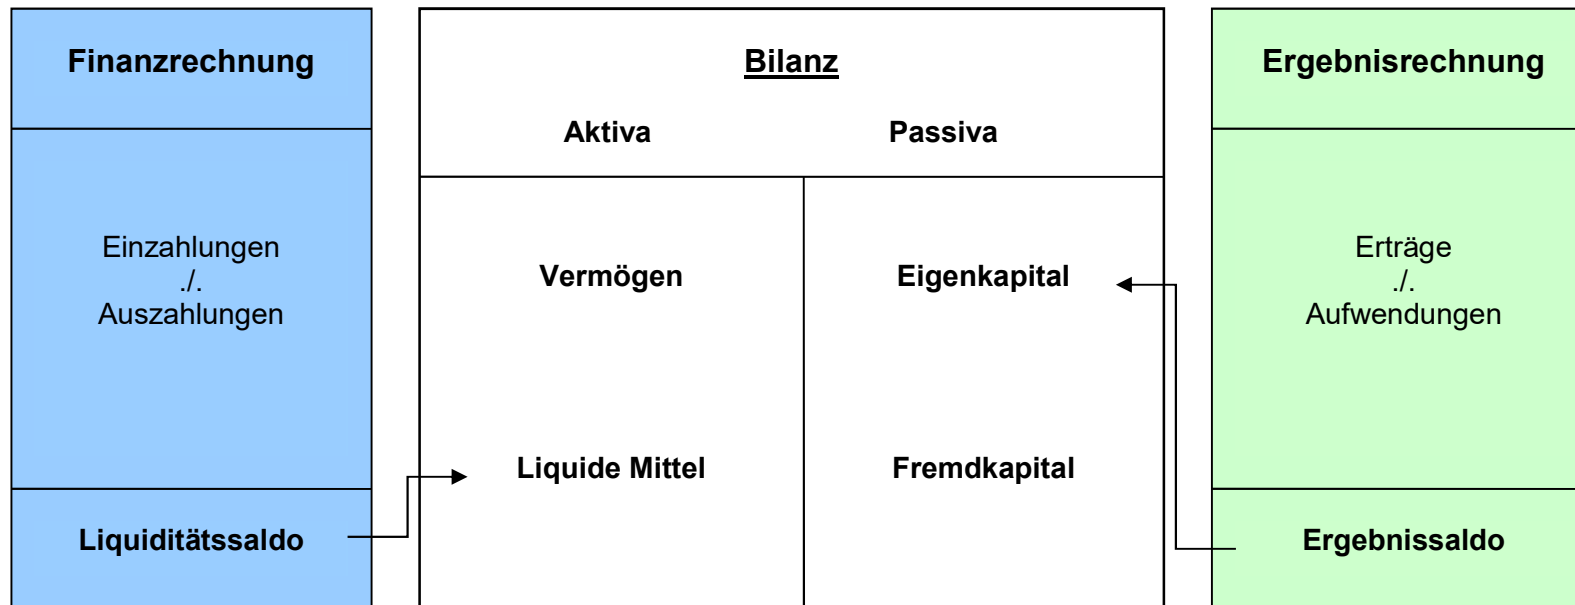 Finanzrechnung
Einzahlungen
./.
Auszahlungen
Liquiditätssaldo
Bilanz
Aktiva Passiva
Vermögen Eigenkapital
Liquide Mittel Fremdkapital
Ergebnisrechnung
Erträge
./.
Aufwendungen
Ergebnissaldo